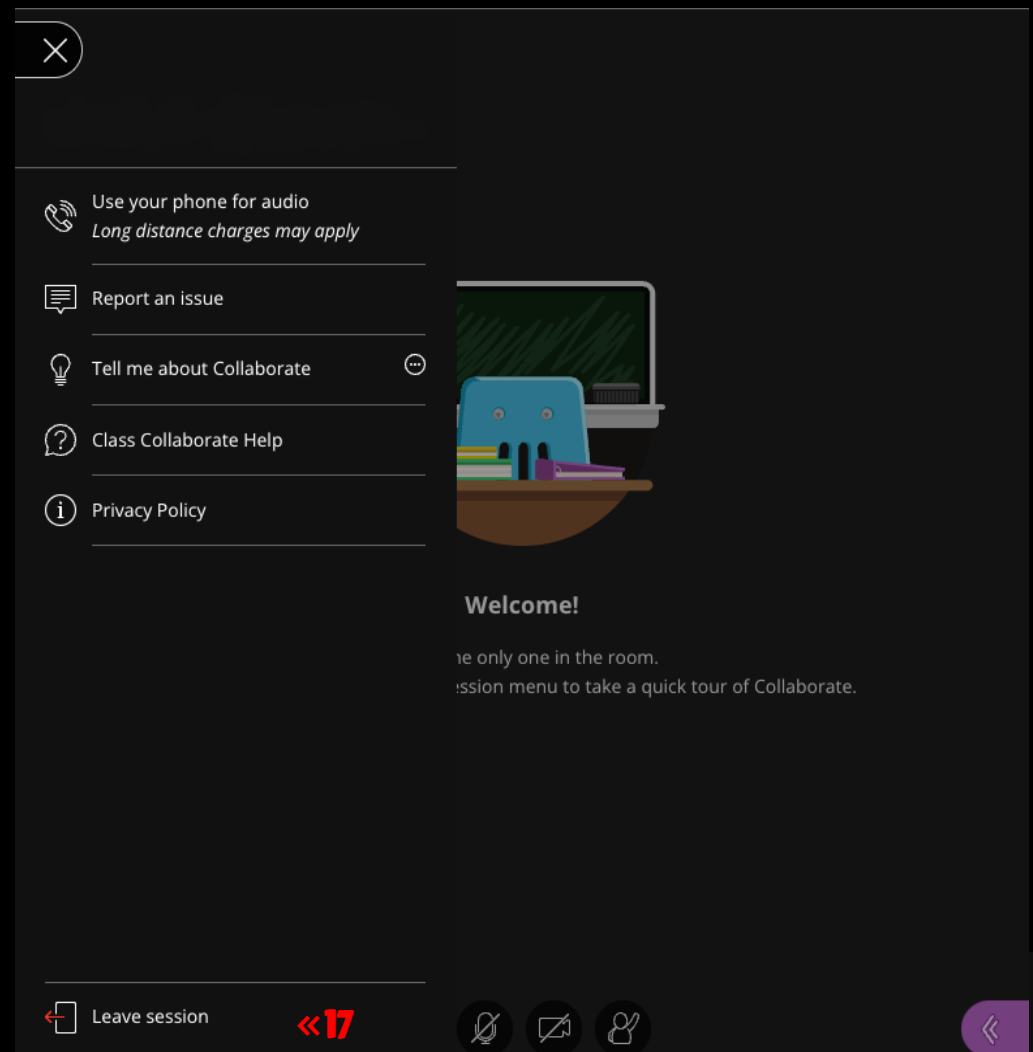 Use your phone for audio
Long distance charges may apply
Report an issue
Tell me about Collaborate
Class Collaborate Help
Privacy Policy
Welcome!
only one in the room.
menu to take a quick tour of Collaborate.
Leave session «17